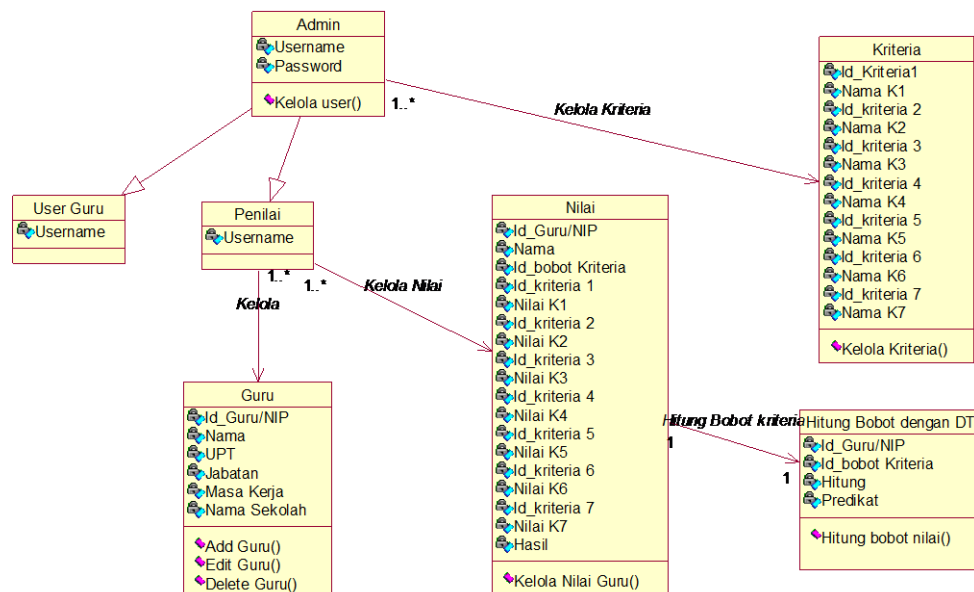 Admin
Username
Password
Kelola user()
1..*
Kelola Kriteria
Kriteria
Id_Kriteria1
Nama K1
Id_kriteria 2
Nama K2
Id_kriteria 3
Nama K3
Id_kriteria 4
Nama K4
Id_kriteria 5
Nama K5
Id_kriteria 6
Nama K6
Id_kriteria 7
Nama K7
Kelola Kriteria()
User Guru
Username
Penilai
Username
1..*
1..*
Kelola
Kelola Nilai
Nilai
Id_Guru/NIP
Nama
Id_bobot Kriteria
Id_kriteria 1
Nilai K1
Id_kriteria 2
Nilai K2
Id_kriteria 3
Nilai K3
Id_kriteria 4
Nilai K4
Id_kriteria 5
Nilai K5
Id_kriteria 6
Nilai K6
Id_kriteria 7
Nilai K7
Hasil
Kelola Nilai Guru()
Guru
Id_Guru/NIP
Nama
UPT
Jabatan
Masa Kerja
Nama Sekolah
Add Guru()
Edit Guru()
Delete Guru()
Hitung Bobot kriteria
1
1
Hitung Bobot dengan DT
Id_Guru/NIP
Id_bobot Kriteria
Hitung
Predikat
Hitung bobot nilai()